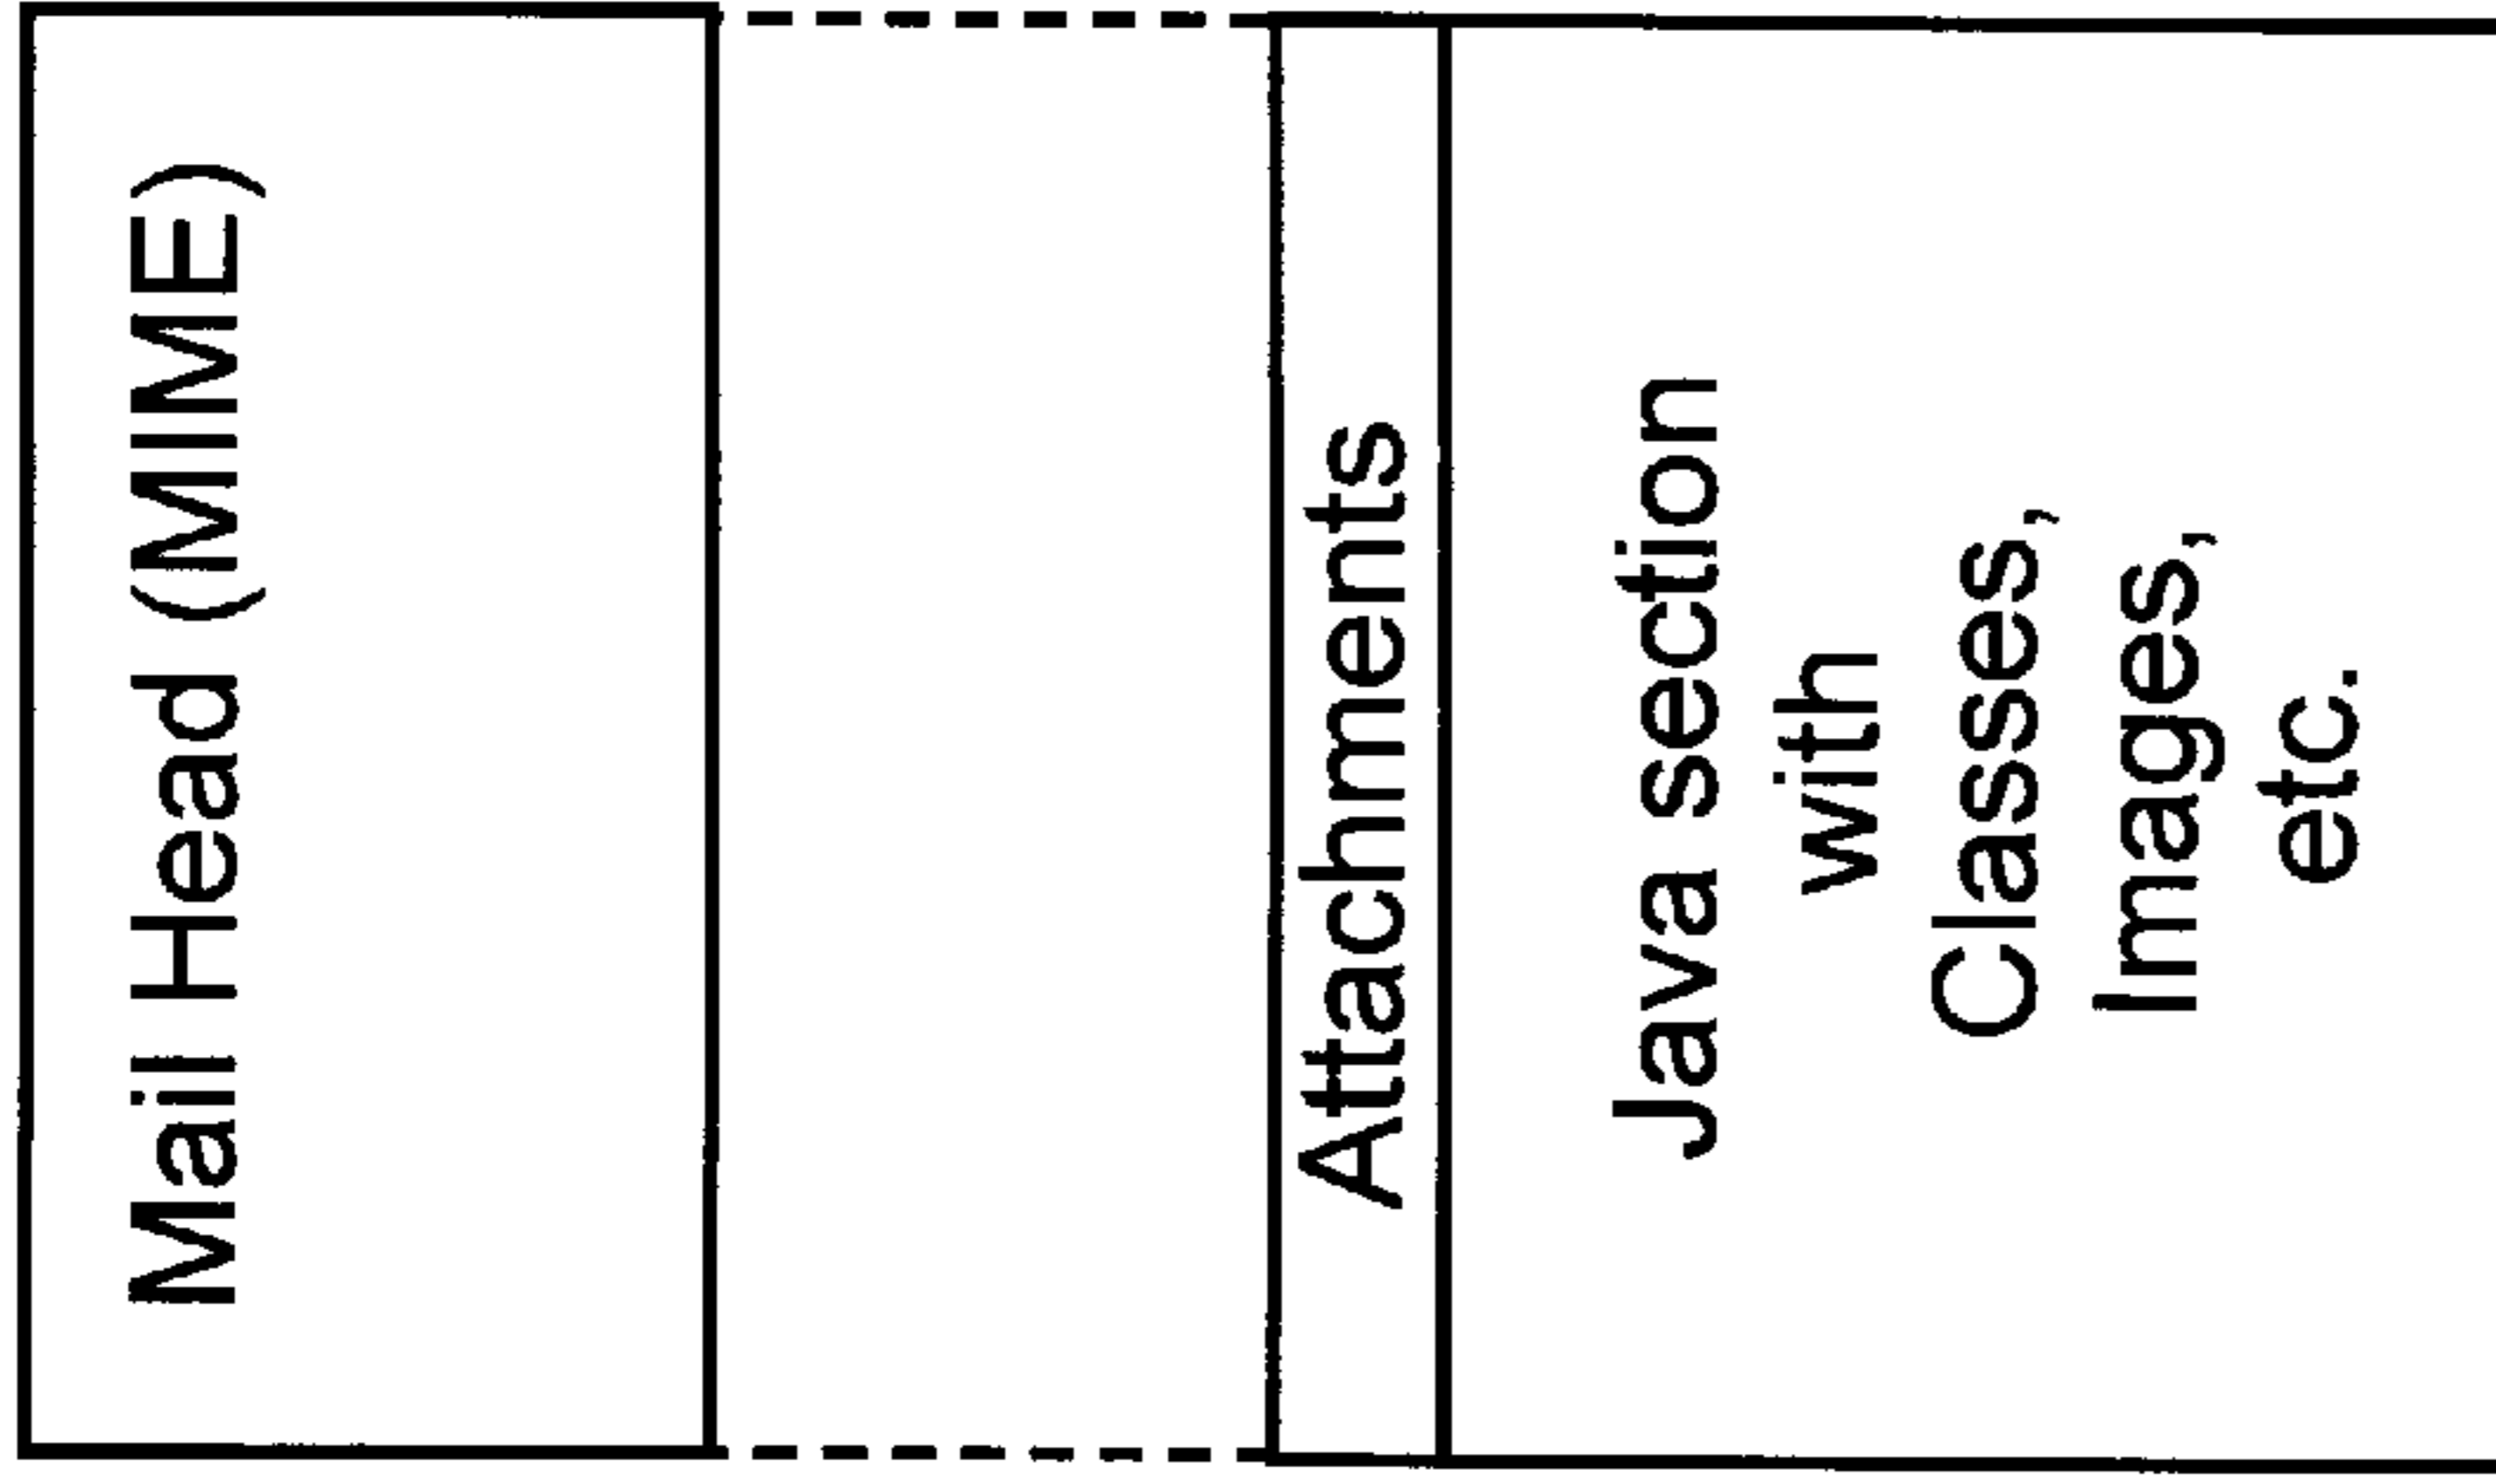 Mail Head (MIME)
Attachments
Java section
with
Classes,
Images,
etc.